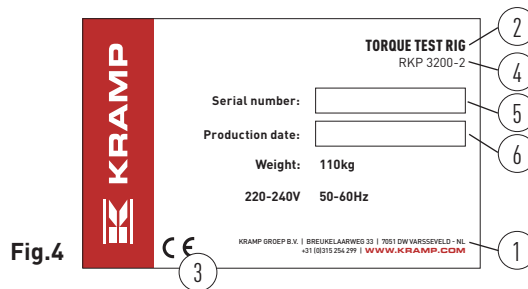 TORQUE TEST RIG
RKP 3200-2
Serial number:
Production date:
Weight: 110kg
220-240V 50-60Hz
KRAMP GROEP B.V. | BREUKELAARWEG 33 | 7051 DW VARSSEVELD - NL
+31 (0)315 254 299 | WWW.KRAMP.COM
KRAMP
CE
Fig.4
2
4
5
6
1
3